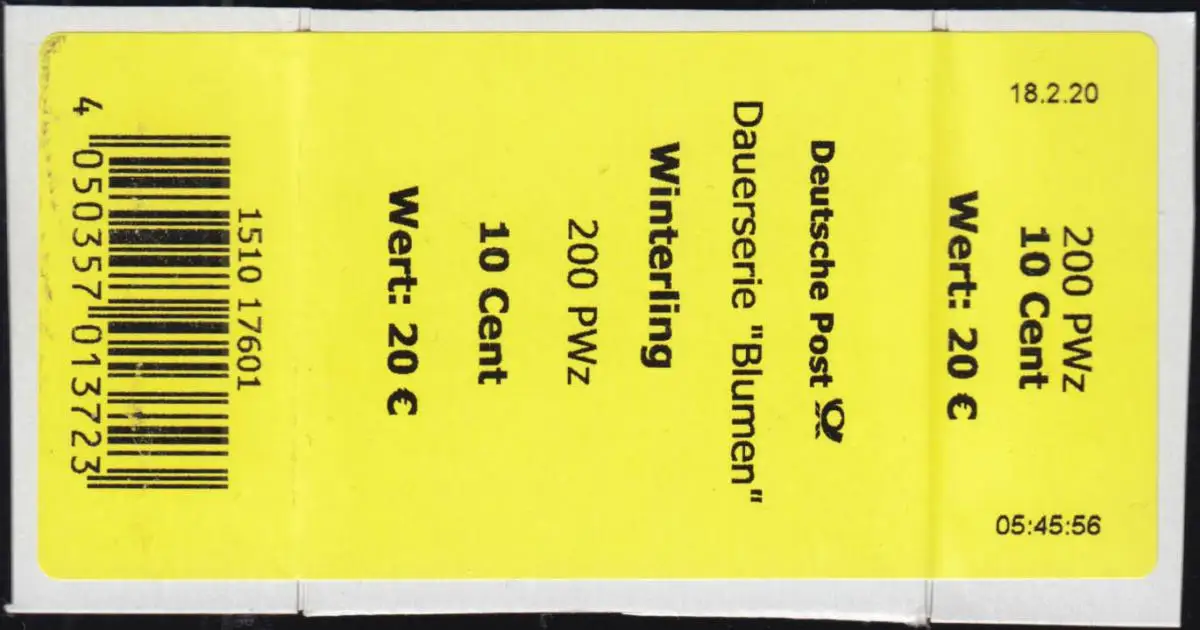 18.2.20
05:45:56
200 PWz
10 Cent
Wert: 20 €
Deutsche Post
Dauerserie "Blumen"
Winterling
200 PWz
10 Cent
Wert: 20 €
1510 17601
4 050357 013723